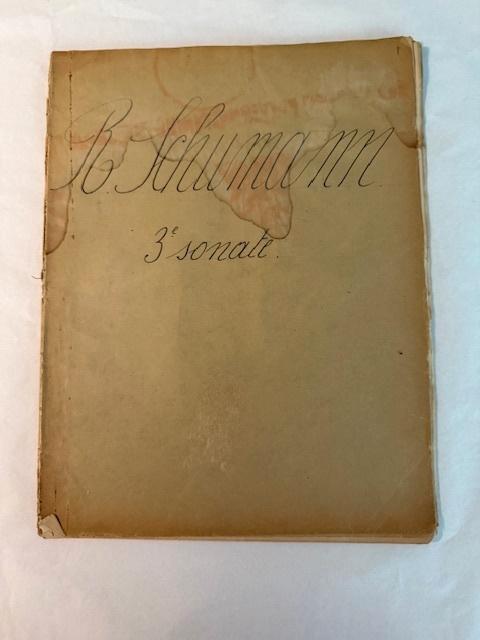 R. Schumann
3e sonate.